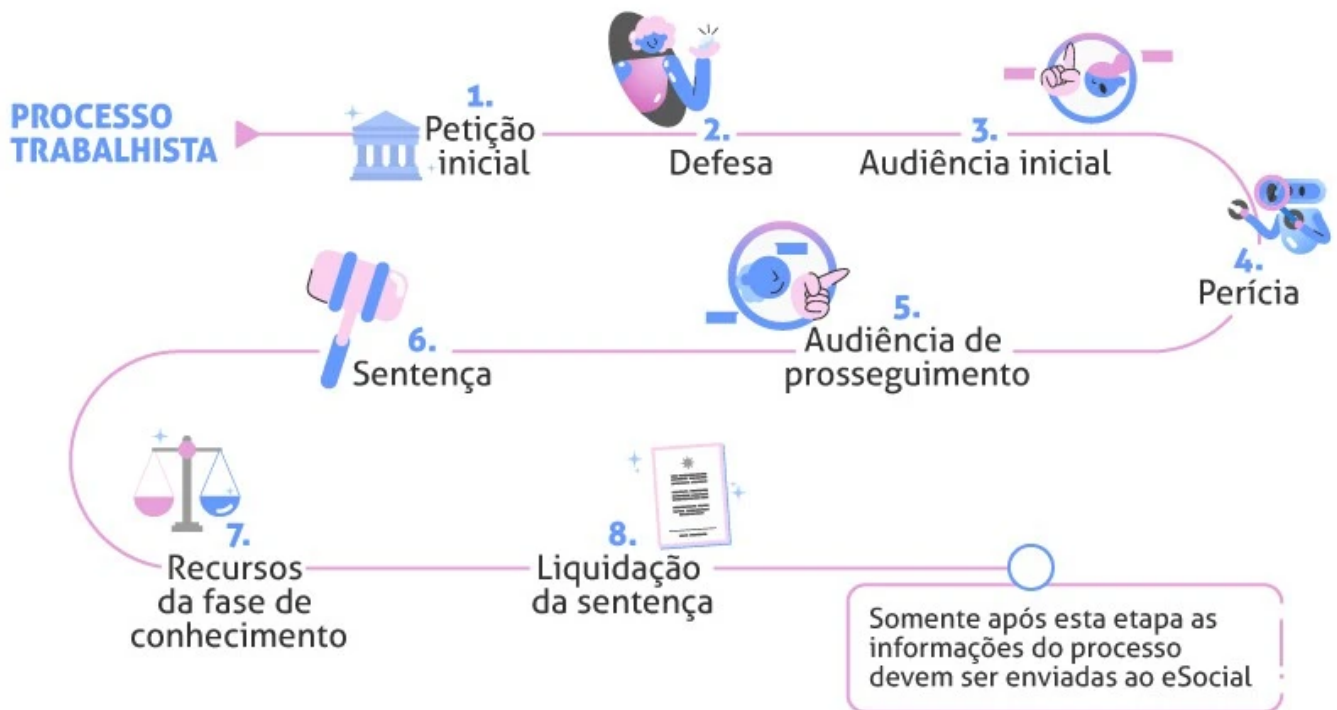 PROCESSO
TRABALHISTA
1.
Petição
inicial
2.
Defesa
3.
Audiência inicial
4.
Perícia
5.
Audiência de
prosseguimento
6.
Sentença
7.
Recursos
da fase de
conhecimento
8.
Liquidação
da sentença
Somente após esta etapa as
informações do processo
devem ser enviadas ao eSocial